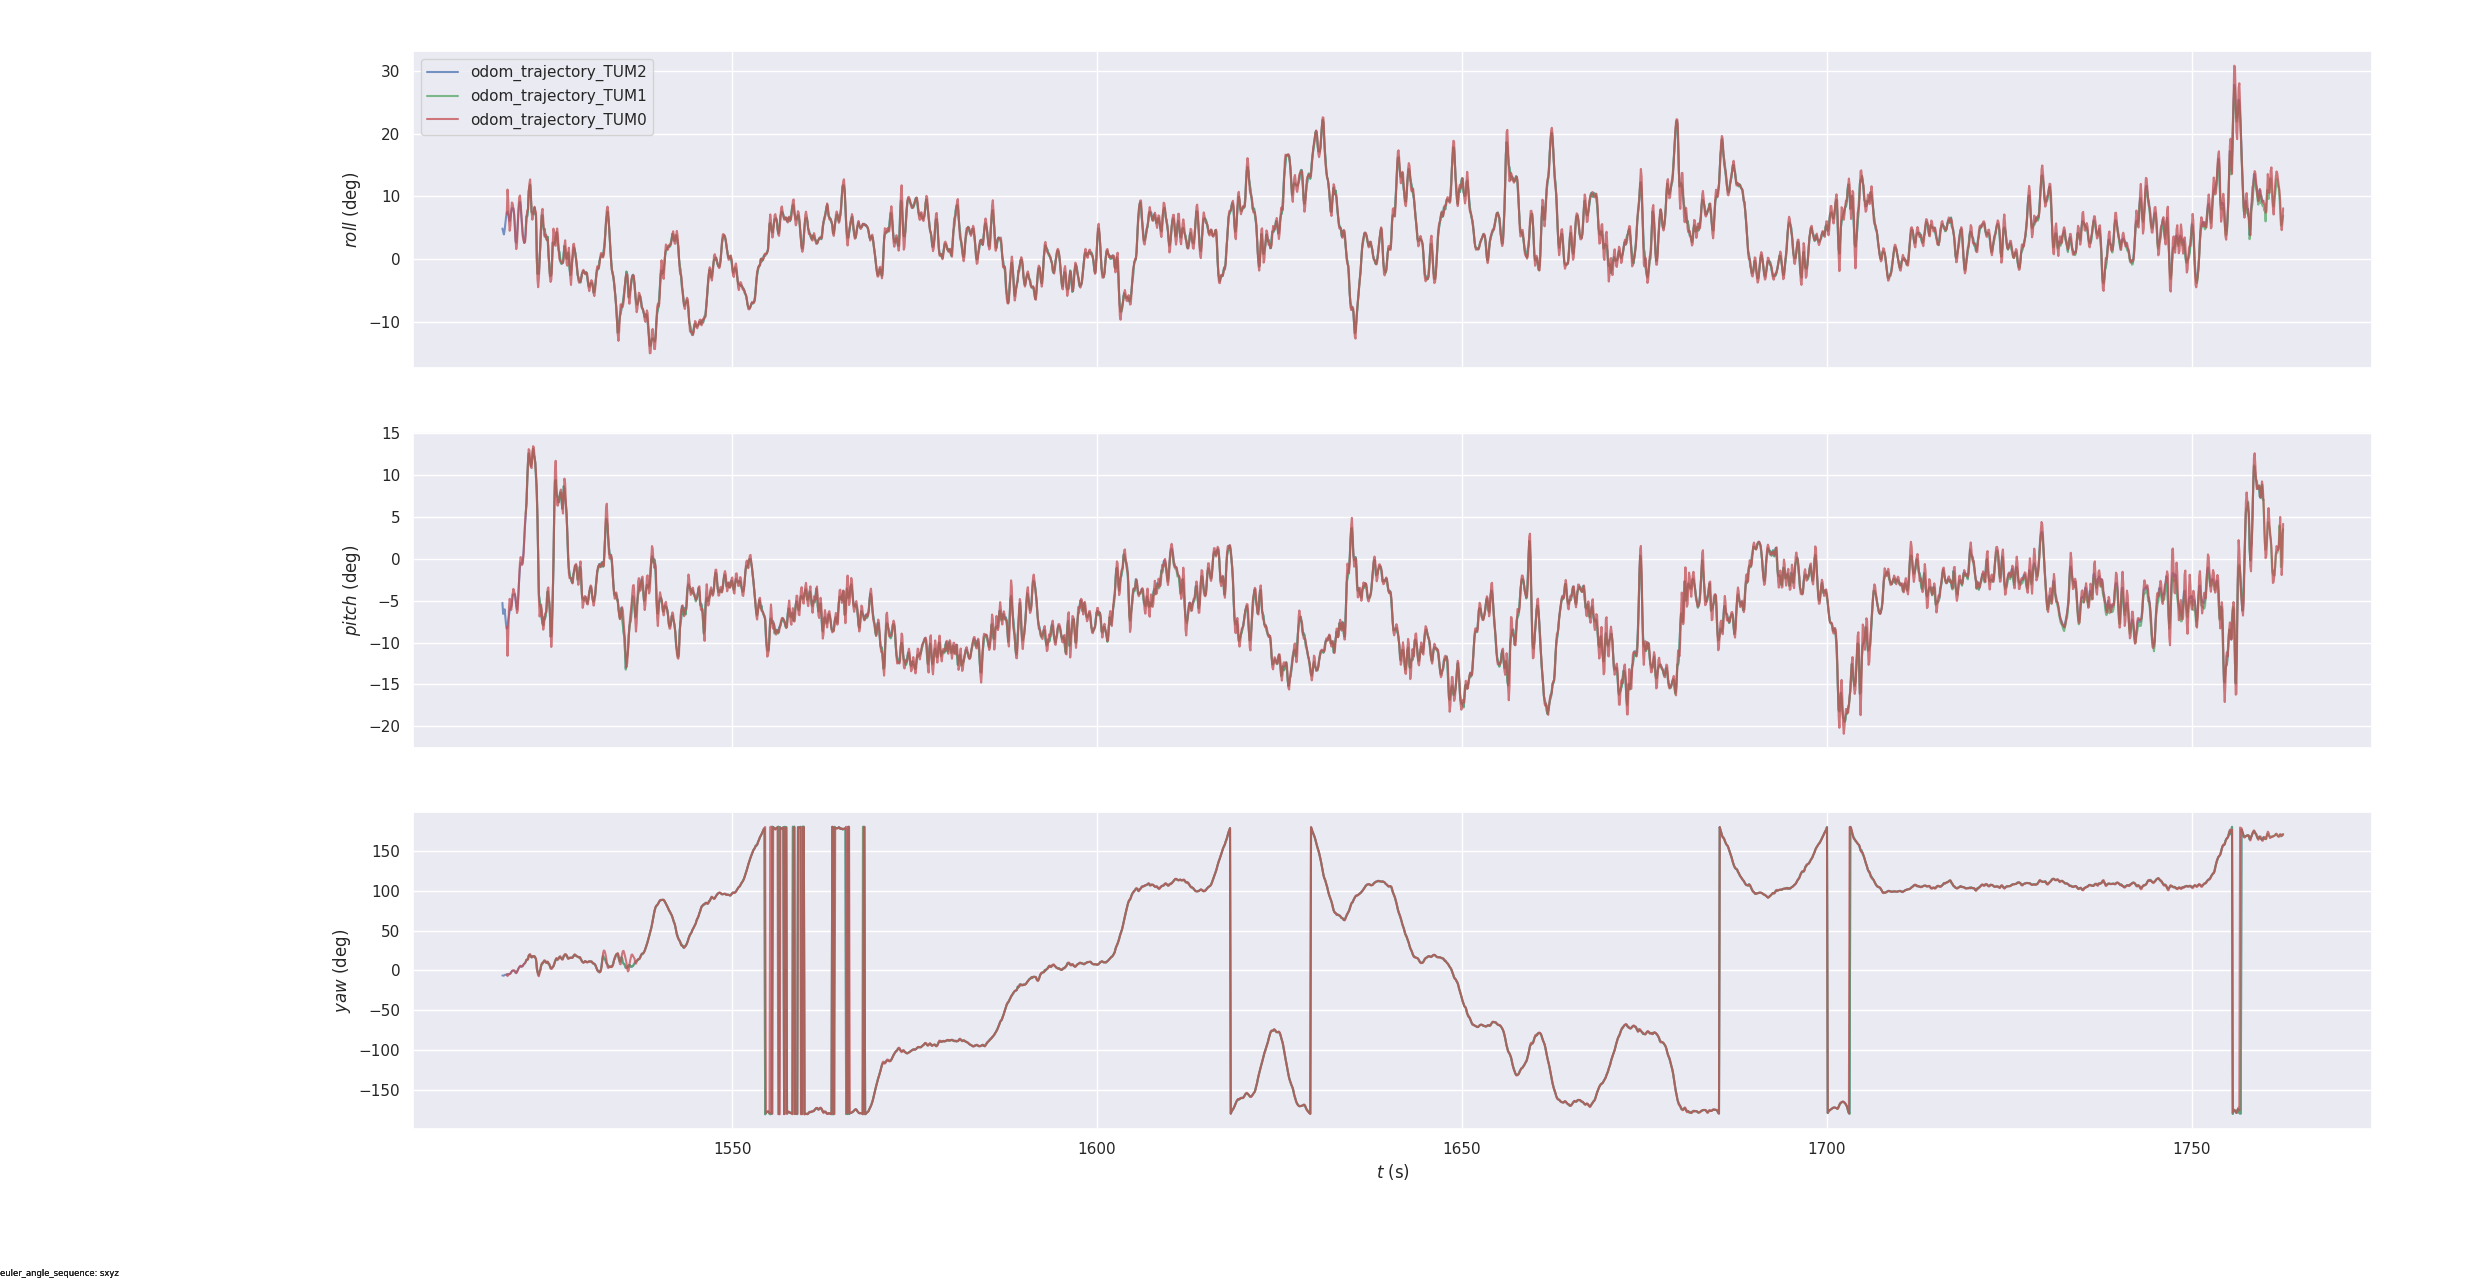 30
20
10
0
−10
roll (deg)
odom_trajectory_TUM2
odom_trajectory_TUM1
odom_trajectory_TUM0
15
10
5
0
−5
−10
−15
−20
pitch (deg)
150
100
50
0
−50
−100
−150
yaw (deg)
1550 1600 1650 1700 1750
t (s)
euler_angle_sequence: sxyz